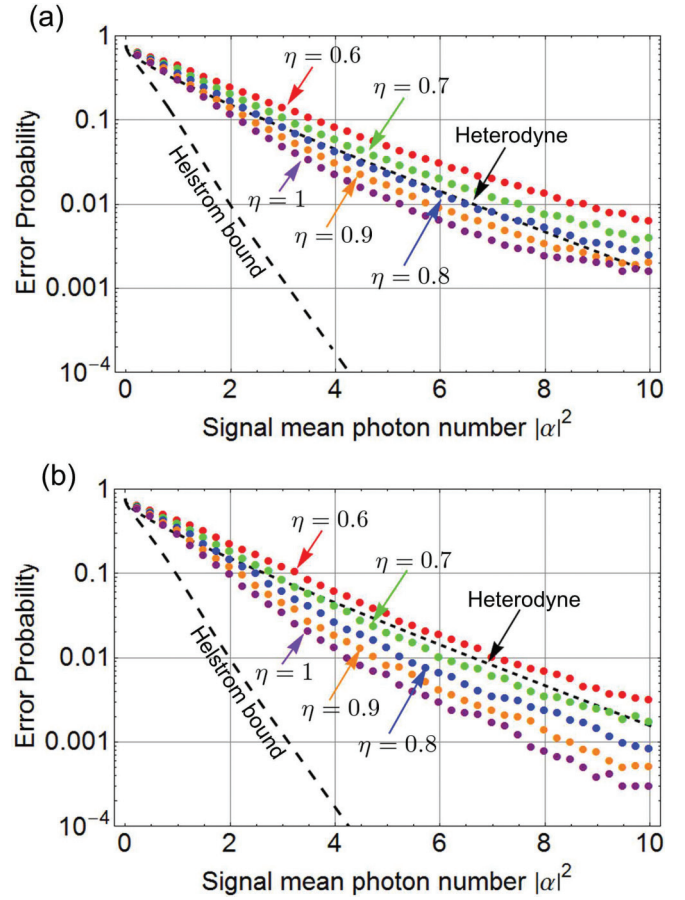 (a)
1
0.1
0.01
0.001
10⁻⁴
Error Probability
η = 0.6
η = 0.7
Heterodyne
Helstrom bound
η = 1
η = 0.9
η = 0.8
0 2 4 6 8 10
Signal mean photon number |α|²
(b)
1
0.1
0.01
0.001
10⁻⁴
Error Probability
η = 0.6
η = 0.7
Heterodyne
Helstrom bound
η = 1
η = 0.9
η = 0.8
0 2 4 6 8 10
Signal mean photon number |α|²